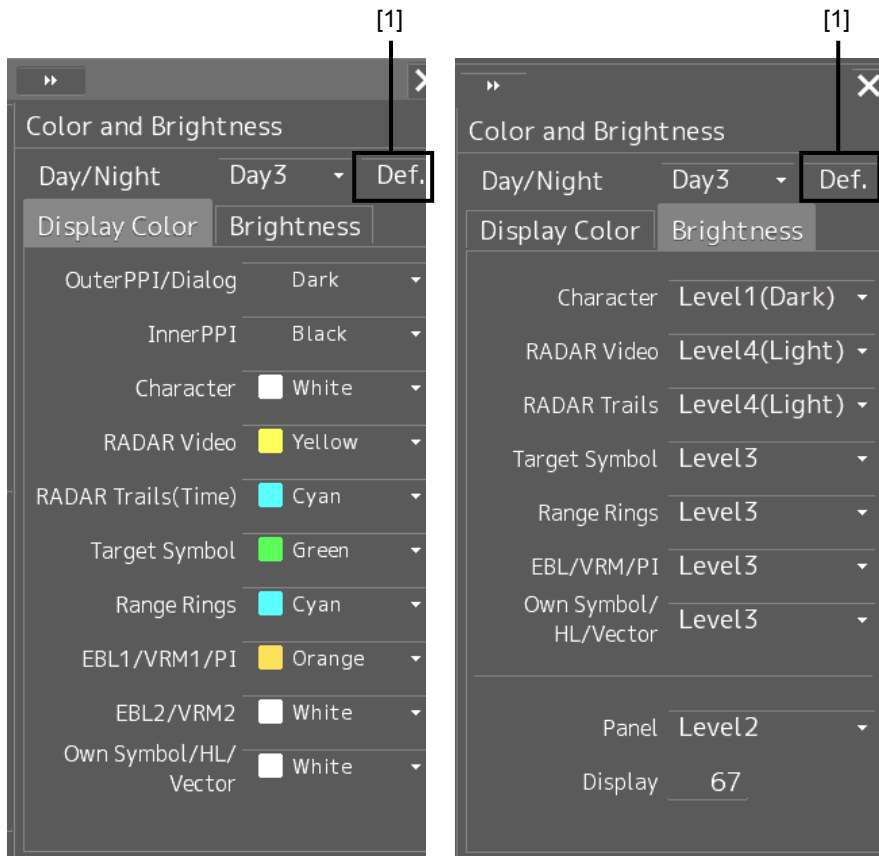 [1]
Color and Brightness
Day/Night Day3 Def.
Display Color Brightness
OuterPPI/Dialog Dark
InnerPPI Black
Character White
RADAR Video Yellow
RADAR Trails(Time) Cyan
Target Symbol Green
Range Rings Cyan
EBL1/VRM1/PI Orange
EBL2/VRM2 White
Own Symbol/HL/
Vector White
[1]
Color and Brightness
Day/Night Day3 Def.
Display Color Brightness
Character Level1(Dark)
RADAR Video Level4(Light)
RADAR Trails Level4(Light)
Target Symbol Level3
Range Rings Level3
EBL/VRM/PI Level3
Own Symbol/
HL/Vector Level3
Panel Level2
Display 67